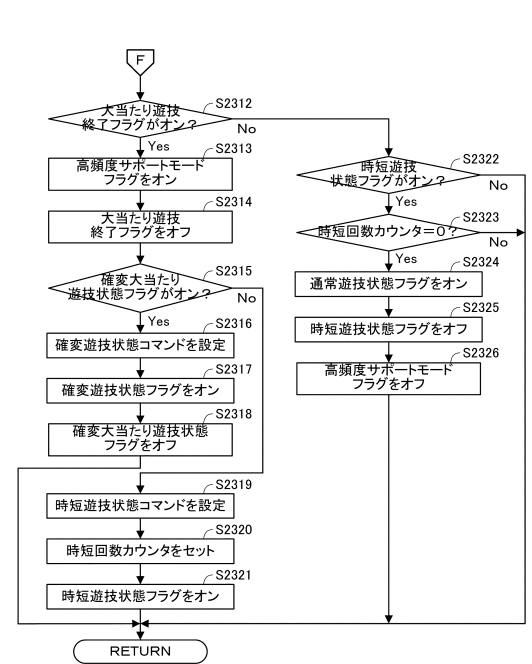 F
大当たり遊技
終了フラグがオン？
S2312
No
Yes
S2313
高頻度サポートモード
フラグをオン
S2314
大当たり遊技
終了フラグをオフ
S2315
確変大当たり
遊技状態フラグがオン？
No
Yes
S2316
確変遊技状態コマンドを設定
S2317
確変遊技状態フラグをオン
S2318
確変大当たり遊技状態
フラグをオフ
S2319
時短遊技状態コマンドを設定
S2320
時短回数カウンタをセット
S2321
時短遊技状態フラグをオン
S2322
時短遊技
状態フラグがオン？
No
Yes
S2323
時短回数カウンタ＝0？
No
Yes
S2324
通常遊技状態フラグをオン
S2325
時短遊技状態フラグをオフ
S2326
高頻度サポートモード
フラグをオフ
RETURN